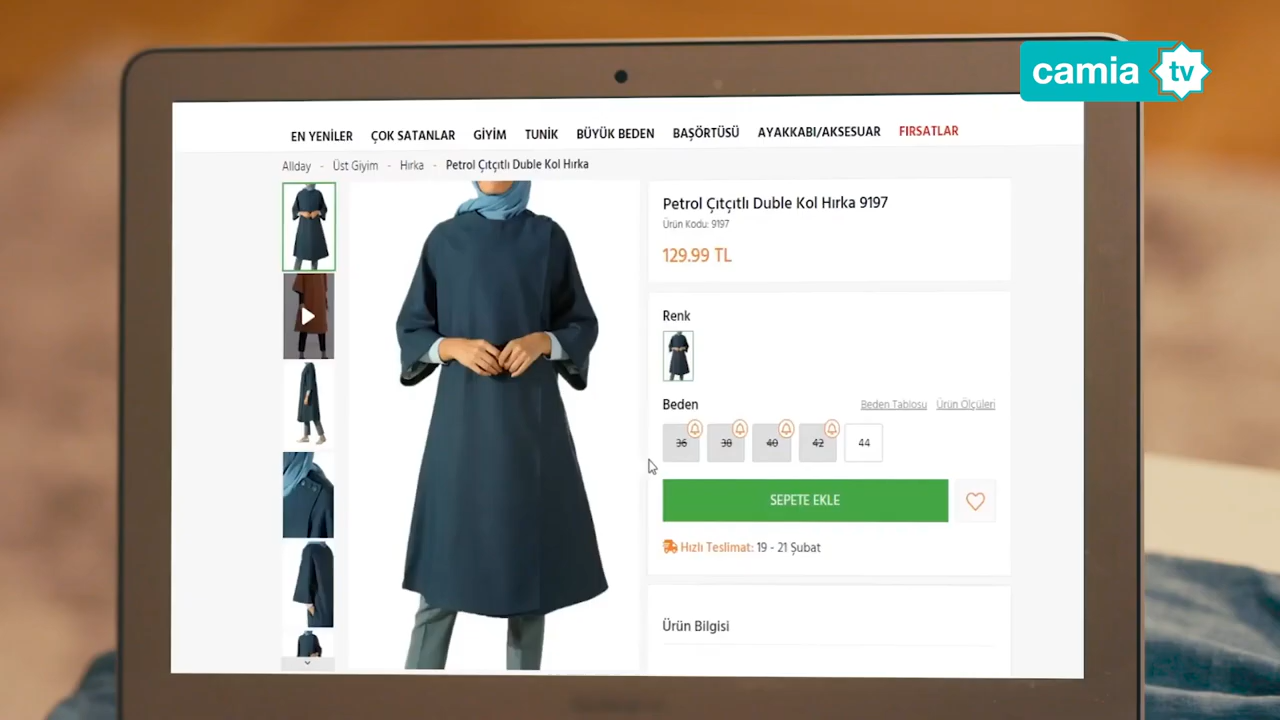 camia tv
EN YENİLER ÇOK SATANLAR GİYİM TUNİK BÜYÜK BEDEN BAŞÖRTÜSÜ AYAKKABI/AKSESUAR FIRSATLAR
Allday - Üst Giyim - Hırka - Petrol Çıtçıtlı Duble Kol Hırka
Petrol Çıtçıtlı Duble Kol Hırka 9197
Ürün Kodu: 9197
129.99 TL
Renk
Beden
Beden Tablosu Ürün Ölçüleri
36 38 40 42 44
SEPETE EKLE
Hızlı Teslimat: 19 - 21 Şubat
Ürün Bilgisi